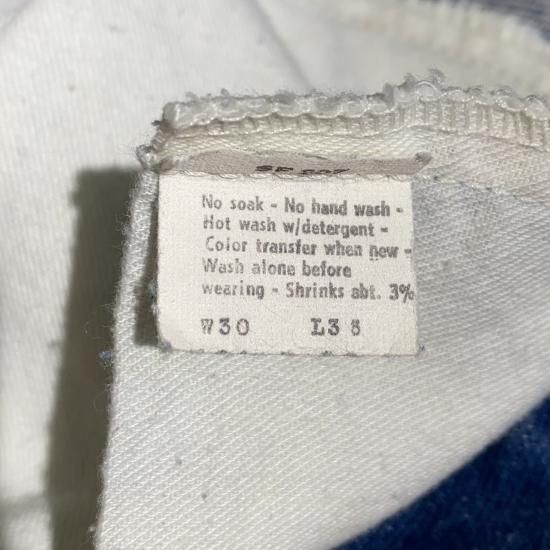 No soak - No hand wash -
Hot wash w/detergent -
Color transfer when new -
Wash alone before
wearing - Shrinks abt. 3%
W30 L38